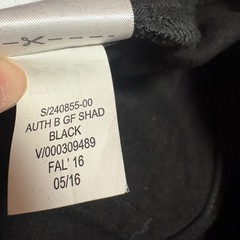 S/240855-00
AUTH B GF SHAD
BLACK
V/000309489
FAL' 16
05/16